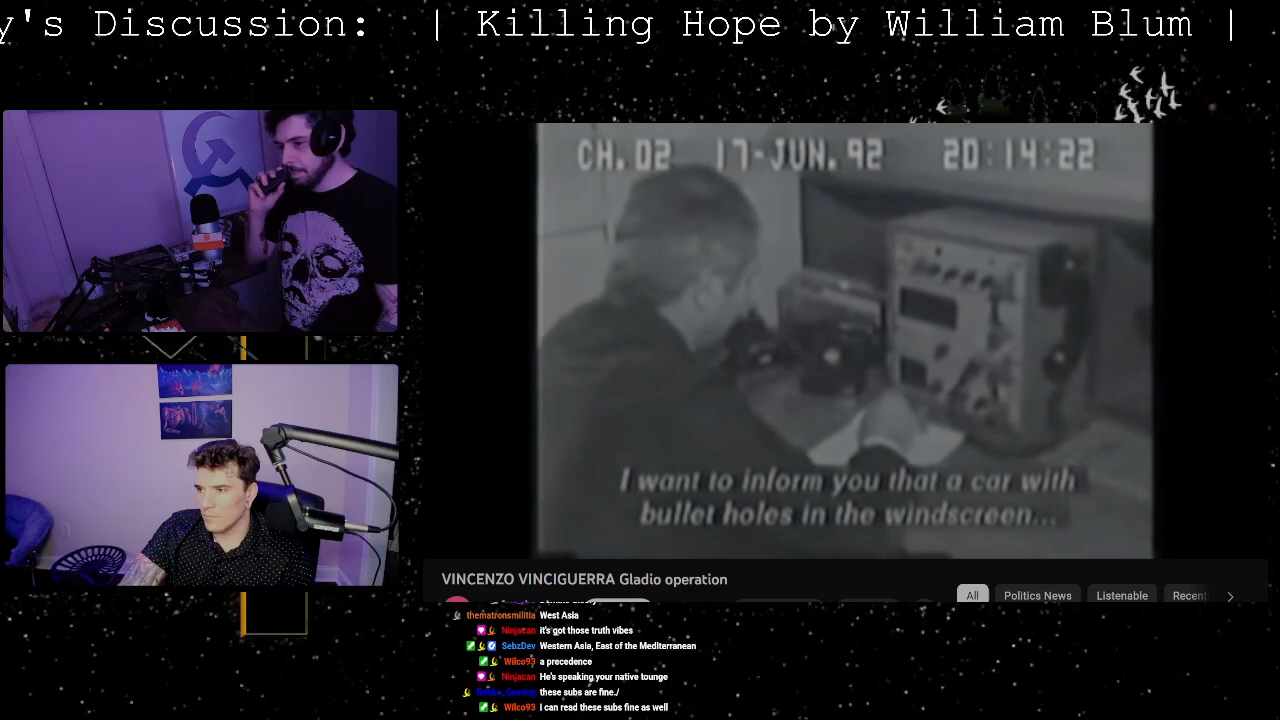 y's Discussion: | Killing Hope by William Blum |
CH. 02 17-JUN. 92 20:14:22
I want to inform you that a car with
bullet holes in the windscreen...
VINCENZO VINCIGUERRA Gladio operation
All Politics News Listenable Recent
thematronsmilitia West Asia
Ninjacan it's got those truth vibes
SebzDev Western Asia, East of the Mediterranean
Wilco93 a precedence
Ninjacan He's speaking your native tounge
these subs are fine./
Wilco93 i can read these subs fine as well